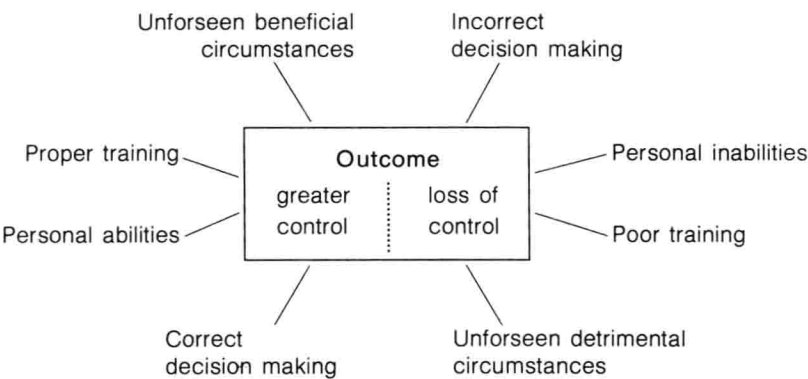 Unforseen beneficial
circumstances
Incorrect
decision making
Proper training
Outcome
Personal inabilities
greater
control
loss of
control
Personal abilities
Poor training
Correct
decision making
Unforseen detrimental
circumstances